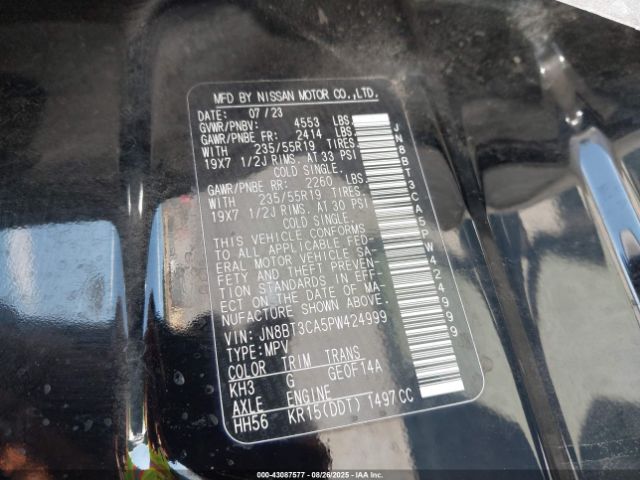 MFD BY NISSAN MOTOR CO.,LTD.
DATE: 07/23
GVWR/PNBV: 4553 LBS.
GAWR/PNBE FR: 2414 LBS.
WITH 235/55R19 TIRES.
19X7 1/2J RIMS. AT 33 PSI
COLD SINGLE.
GAWR/PNBE RR: 2260 LBS.
WITH 235/55R19 TIRES.
19X7 1/2J RIMS. AT 30 PSI
COLD SINGLE.
THIS VEHICLE CONFORMS
TO ALL APPLICABLE FED-
ERAL MOTOR VEHICLE SA-
FETY AND THEFT PREVEN-
TION STANDARDS IN EFF-
ECT ON THE DATE OF MA-
NUFACTURE SHOWN ABOVE.
VIN: JN8BT3CA5PW424999
TYPE: MPV
COLOR TRIM TRANS
KH3 G GE0F14A
AXLE ENGINE
HH56 KR15(DDT) 1497CC
JN8BT3CA5PW424999
000-43087577 - 08/26/2025 - IAAI.COM